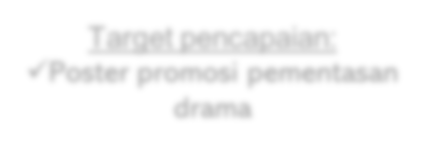 Target pencapaian:
✓Poster promosi pementasan
drama